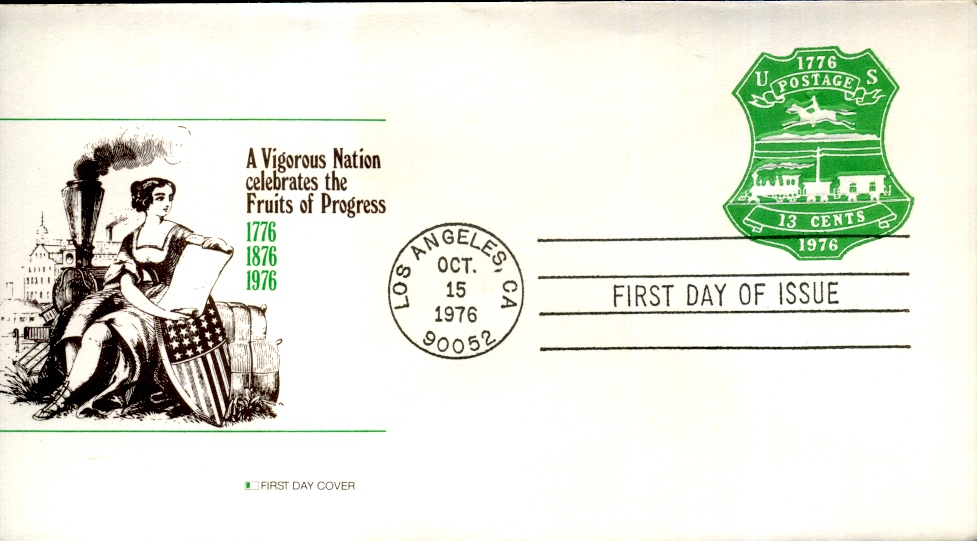 A Vigorous Nation
celebrates the
Fruits of Progress
1776
1876
1976
FIRST DAY COVER
LOS ANGELES, CA
OCT.
15
1976
90052
1776
U POSTAGE S
13 CENTS
1976
FIRST DAY OF ISSUE